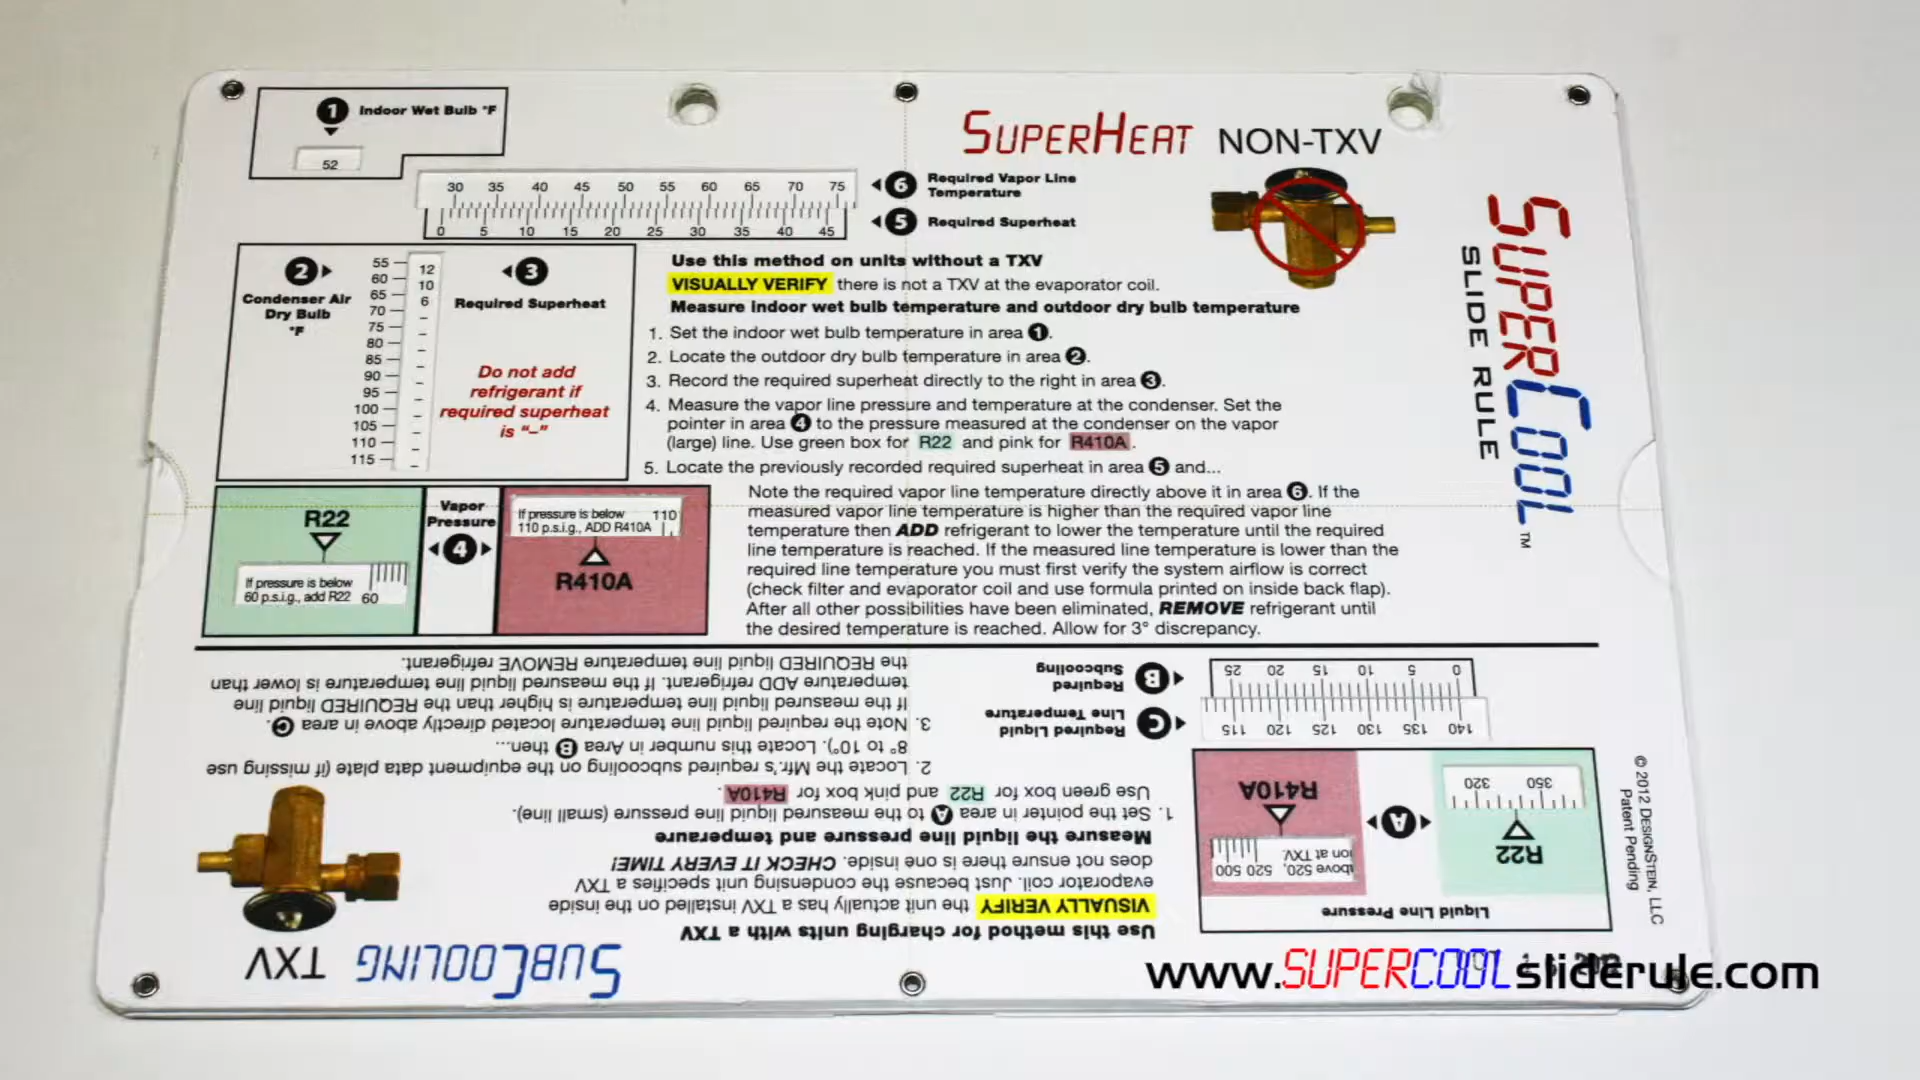 1 Indoor Wet Bulb °F
52
SUPERHEAT NON-TXV
30 35 40 45 50 55 60 65 70 75
6 Required Vapor Line
Temperature
0 5 10 15 20 25 30 35 40 45
5 Required Superheat
2
Condenser Air
Dry Bulb
°F
55 12
60 10
65 6
70 -
75 -
80 -
85 -
90 -
95 -
100 -
105 -
110 -
115 -
3
Required Superheat
Do not add
refrigerant if
required superheat
is “–”
Use this method on units without a TXV
VISUALLY VERIFY there is not a TXV at the evaporator coil.
Measure indoor wet bulb temperature and outdoor dry bulb temperature
1. Set the indoor wet bulb temperature in area 1.
2. Locate the outdoor dry bulb temperature in area 2.
3. Record the required superheat directly to the right in area 3.
4. Measure the vapor line pressure and temperature at the condenser. Set the
pointer in area 4 to the pressure measured at the condenser on the vapor
(large) line. Use green box for R22 and pink for R410A.
5. Locate the previously recorded required superheat in area 5 and...
Note the required vapor line temperature directly above it in area 6. If the
measured vapor line temperature is higher than the required vapor line
temperature then ADD refrigerant to lower the temperature until the required
line temperature is reached. If the measured line temperature is lower than the
required line temperature you must first verify the system airflow is correct
(check filter and evaporator coil and use formula printed on inside back flap).
After all other possibilities have been eliminated, REMOVE refrigerant until
the desired temperature is reached. Allow for 3° discrepancy.
R22
If pressure is below
60 p.s.i.g., add R22 60
Vapor
Pressure
4
If pressure is below 110
110 p.s.i.g., ADD R410A
R410A
SUPERCOOL™
SLIDE RULE
SUBCOOLING TXV
Use this method for charging units with a TXV
VISUALLY VERIFY the unit actually has a TXV installed on the inside
evaporator coil. Just because the condensing unit specifies a TXV
does not ensure there is one inside. CHECK IT EVERY TIME!
Measure the liquid line pressure and temperaure
1. Set the pointer in area A to the measured liquid line pressure (small line).
Use green box for R22 and pink box for R410A.
2. Locate the Mfr.'s required subcooling on the equipment data plate (if missing use
8° to 10°). Locate this number in Area B then...
3. Note the required liquid line temperature located directly above in area C.
If the measured liquid line temperature is higher than the REQUIRED liquid line
temperature ADD refrigerant. If the measured liquid line temperature is lower than
the REQUIRED liquid line temperature REMOVE refrigerant.
Liquid Line Pressure
R22
350 320
A
above 520,
ion at TXV.
520 500
R410A
140 135 130 125 120 115
C Required Liquid
Line Temperature
0 5 10 15 20 25
B Required
Subcooling
© 2012 DESIGNSTEIN, LLC
Patent Pending
www.SUPERCOOLsliderule.com